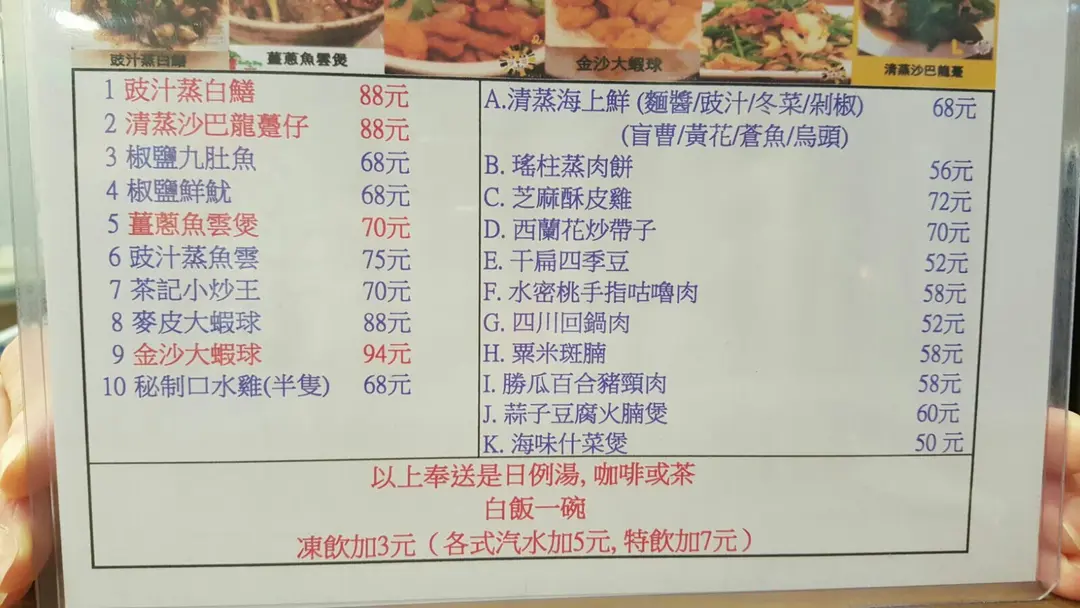 豉汁蒸白鱔
薑蔥魚雲煲
金沙大蝦球
清蒸沙巴龍躉
1 豉汁蒸白鱔 88元
2 清蒸沙巴龍躉仔 88元
3 椒鹽九肚魚 68元
4 椒鹽鮮魷 68元
5 薑蔥魚雲煲 70元
6 豉汁蒸魚雲 75元
7 茶記小炒王 70元
8 麥皮大蝦球 88元
9 金沙大蝦球 94元
10 秘制口水雞(半隻) 68元
A.清蒸海上鮮 (麵醬/豉汁/冬菜/剁椒) 68元
(盲曹/黃花/蒼魚/烏頭)
B. 瑤柱蒸肉餅 56元
C. 芝麻酥皮雞 72元
D. 西蘭花炒帶子 70元
E. 干扁四季豆 52元
F. 水密桃手指咕嚕肉 58元
G. 四川回鍋肉 52元
H. 粟米斑腩 58元
I. 勝瓜百合豬頸肉 58元
J. 蒜子豆腐火腩煲 60元
K. 海味什菜煲 50 元
以上奉送是日例湯, 咖啡或茶
白飯一碗
凍飲加3元（各式汽水加5元, 特飲加7元）